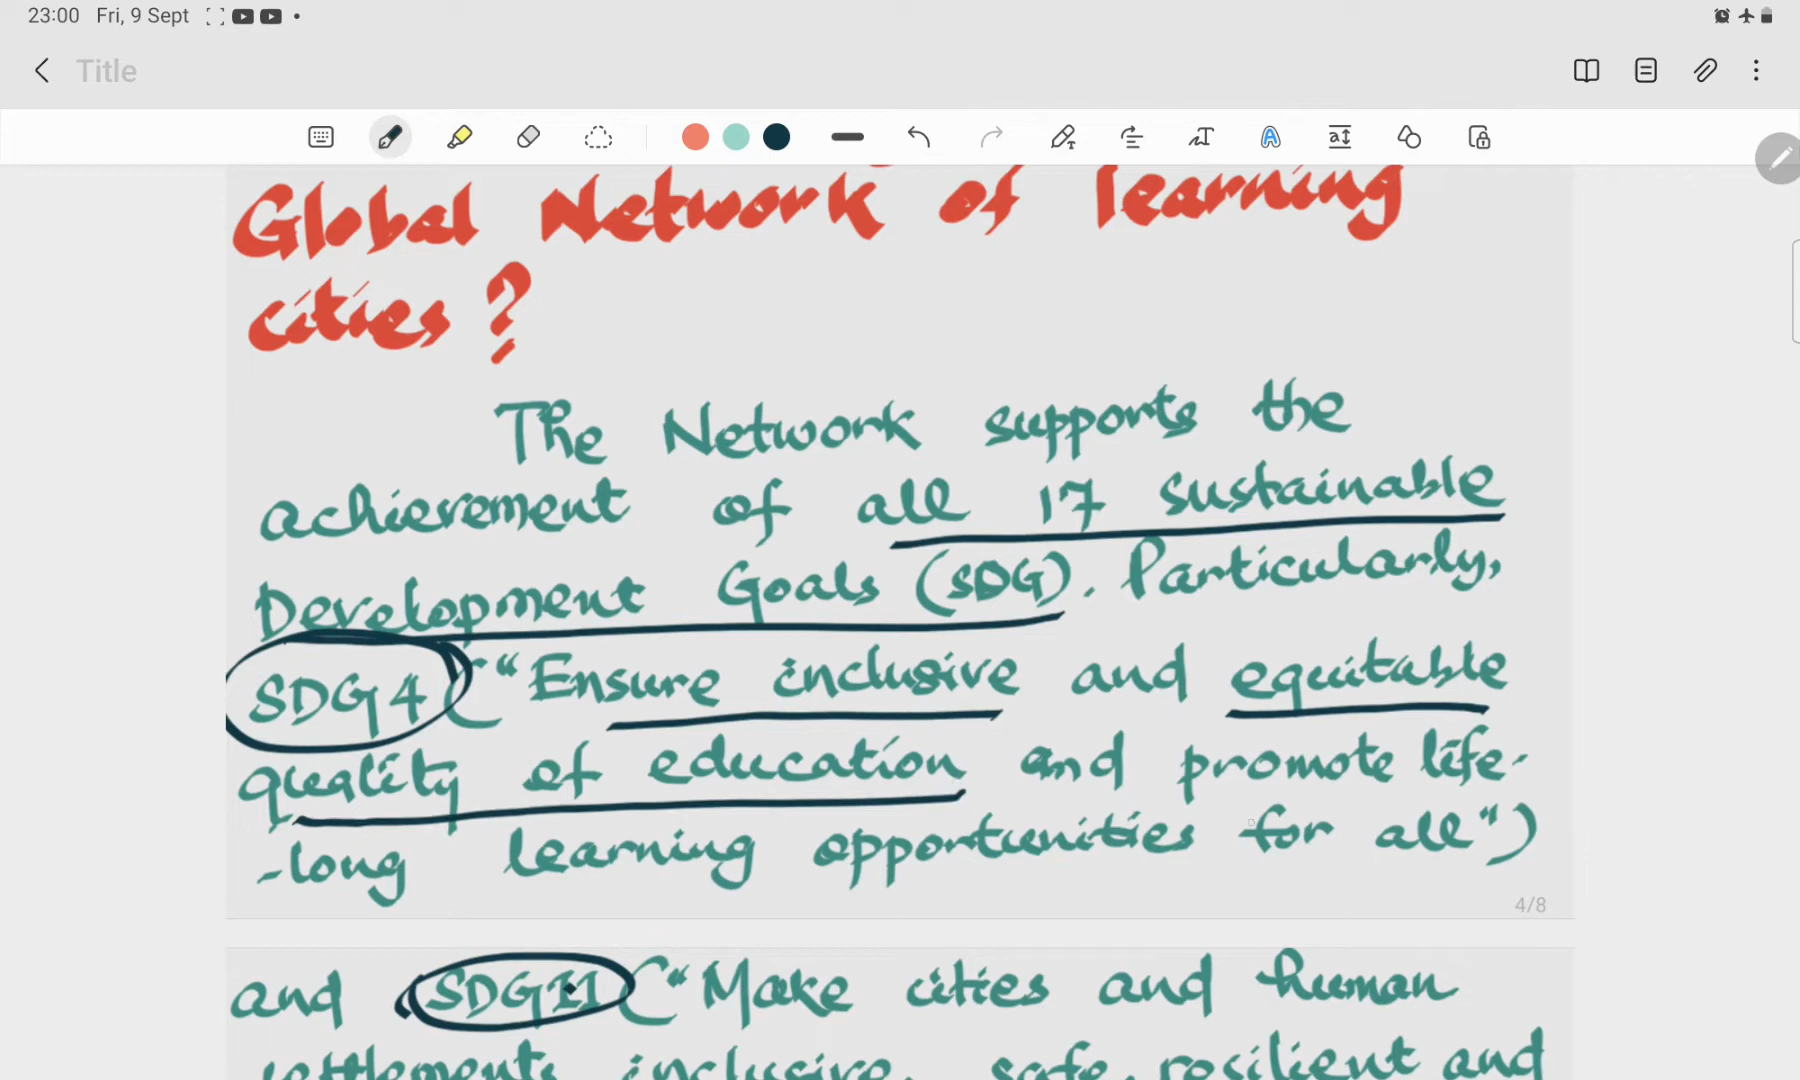 23:00 Fri, 9 Sept
Title
Global Network of learning
cities?
The Network supports the
achievement of all 17 sustainable
Development Goals (SDG). Particularly,
SDG4 ("Ensure inclusive and equitable
quality of education and promote life-
-long learning opportunities for all")
4/8
and SDG11 ("Make cities and human
settlements inclusive, safe, resilient and